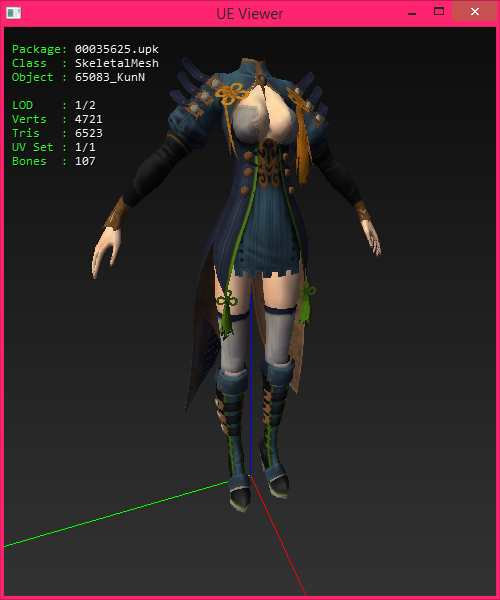 UE Viewer
Package: 00035625.upk
Class  : SkeletalMesh
Object : 65083_KunN
LOD    : 1/2
Verts  : 4721
Tris   : 6523
UV Set : 1/1
Bones  : 107